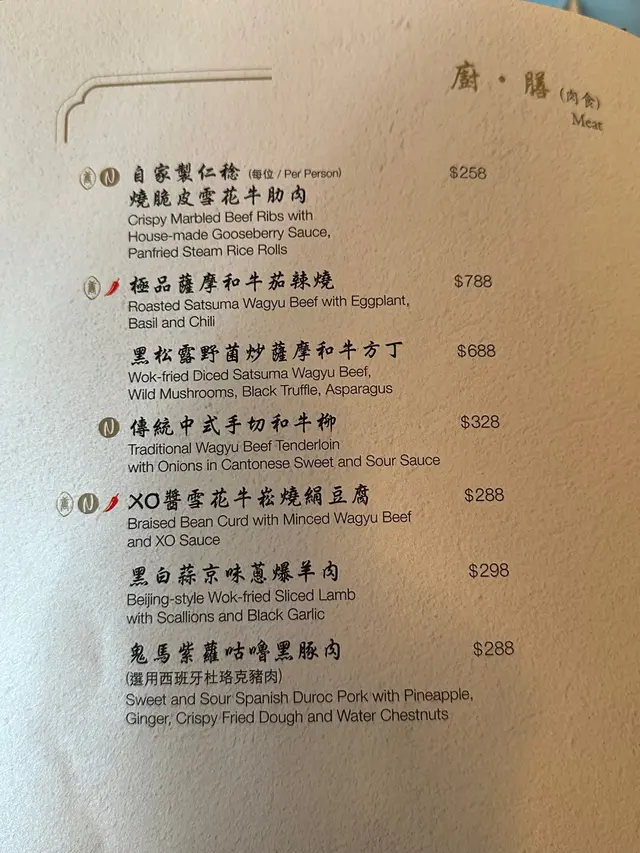 廚・膳 (肉食)
Meat
自家製仁稔 (每位 / Per Person) $258
燒脆皮雪花牛肋肉
Crispy Marbled Beef Ribs with
House-made Gooseberry Sauce,
Panfried Steam Rice Rolls
極品薩摩和牛茄辣燒 $788
Roasted Satsuma Wagyu Beef with Eggplant,
Basil and Chili
黑松露野菌炒薩摩和牛方丁 $688
Wok-fried Diced Satsuma Wagyu Beef,
Wild Mushrooms, Black Truffle, Asparagus
N 傳統中式手切和牛柳 $328
Traditional Wagyu Beef Tenderloin
with Onions in Cantonese Sweet and Sour Sauce
XO醬雪花牛崧燒絹豆腐 $288
Braised Bean Curd with Minced Wagyu Beef
and XO Sauce
黑白蒜京味蔥爆羊肉 $298
Beijing-style Wok-fried Sliced Lamb
with Scallions and Black Garlic
鬼馬紫蘿咕嚕黑豚肉 $288
(選用西班牙杜珞克豬肉)
Sweet and Sour Spanish Duroc Pork with Pineapple,
Ginger, Crispy Fried Dough and Water Chestnuts